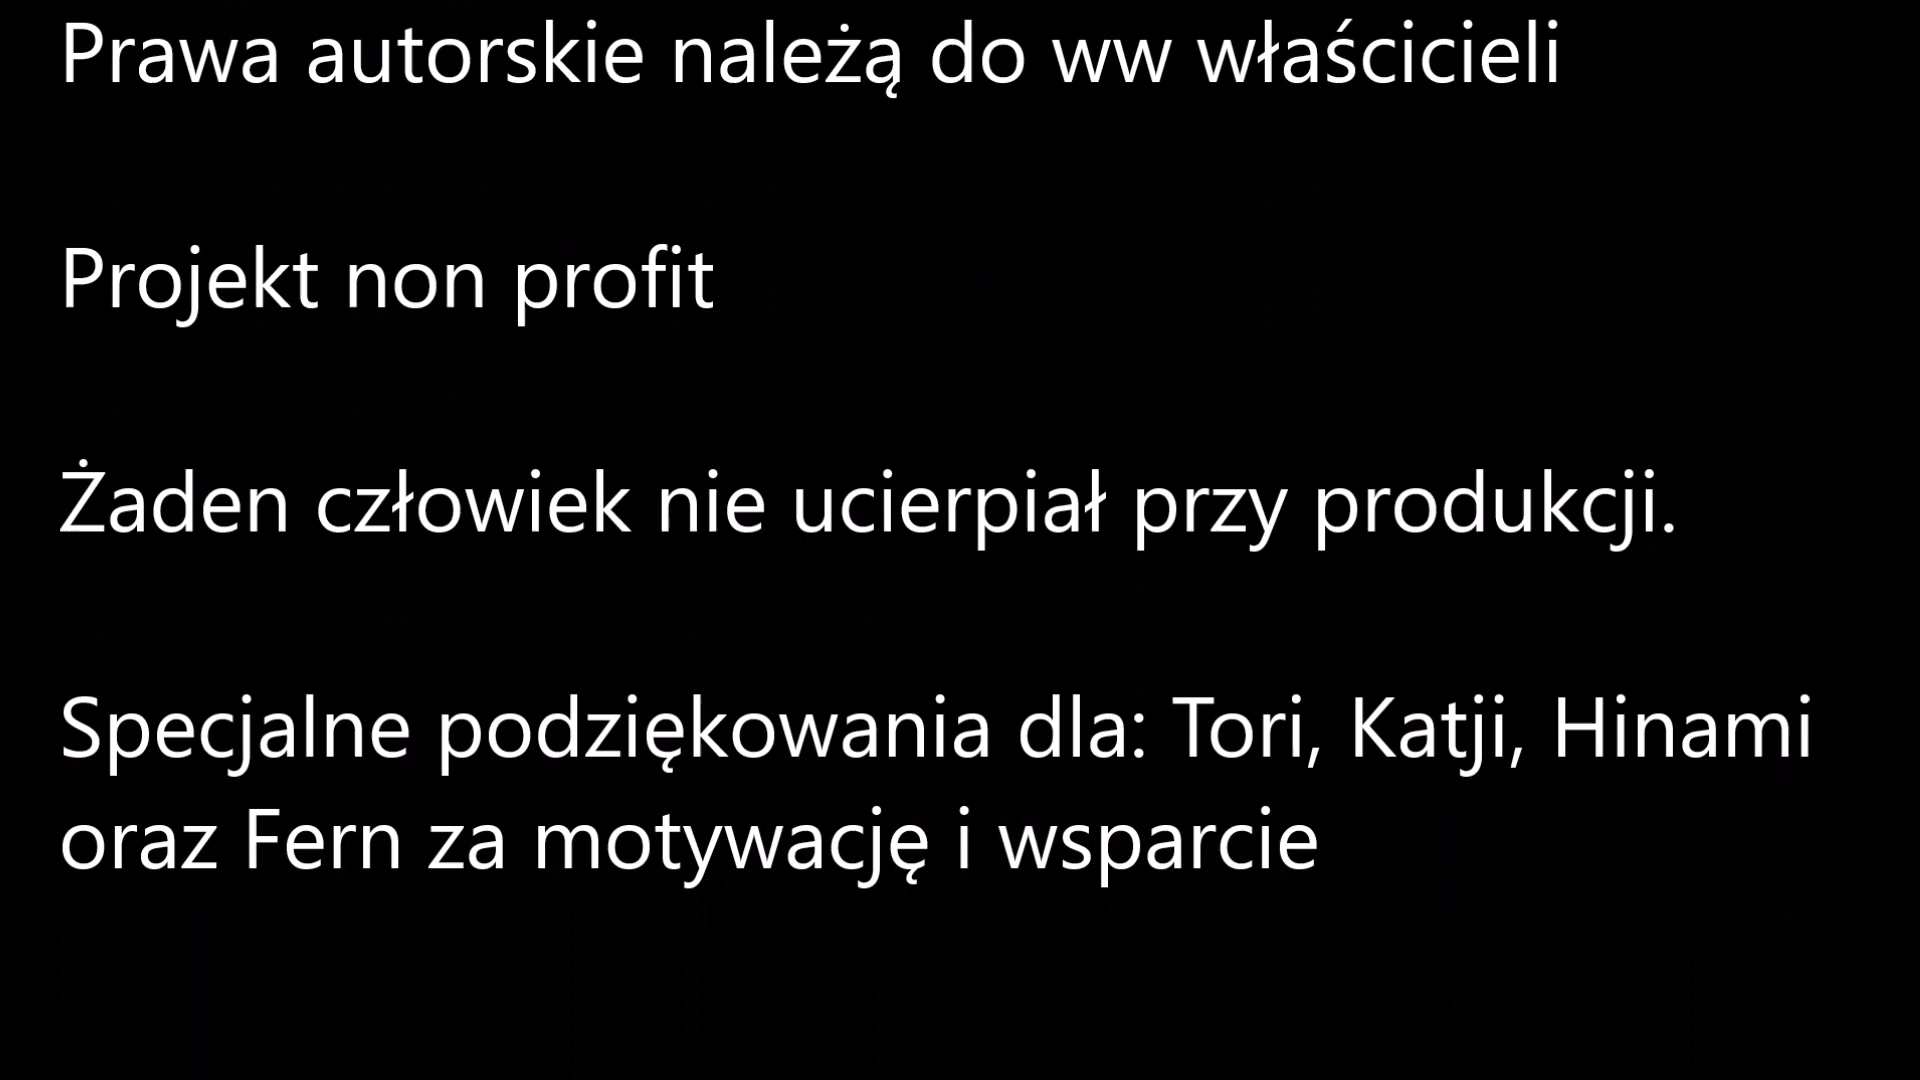 Prawa autorskie należą do ww właścicieli
Projekt non profit
Żaden człowiek nie ucierpiał przy produkcji.
Specjalne podziękowania dla: Tori, Katji, Hinami
oraz Fern za motywację i wsparcie